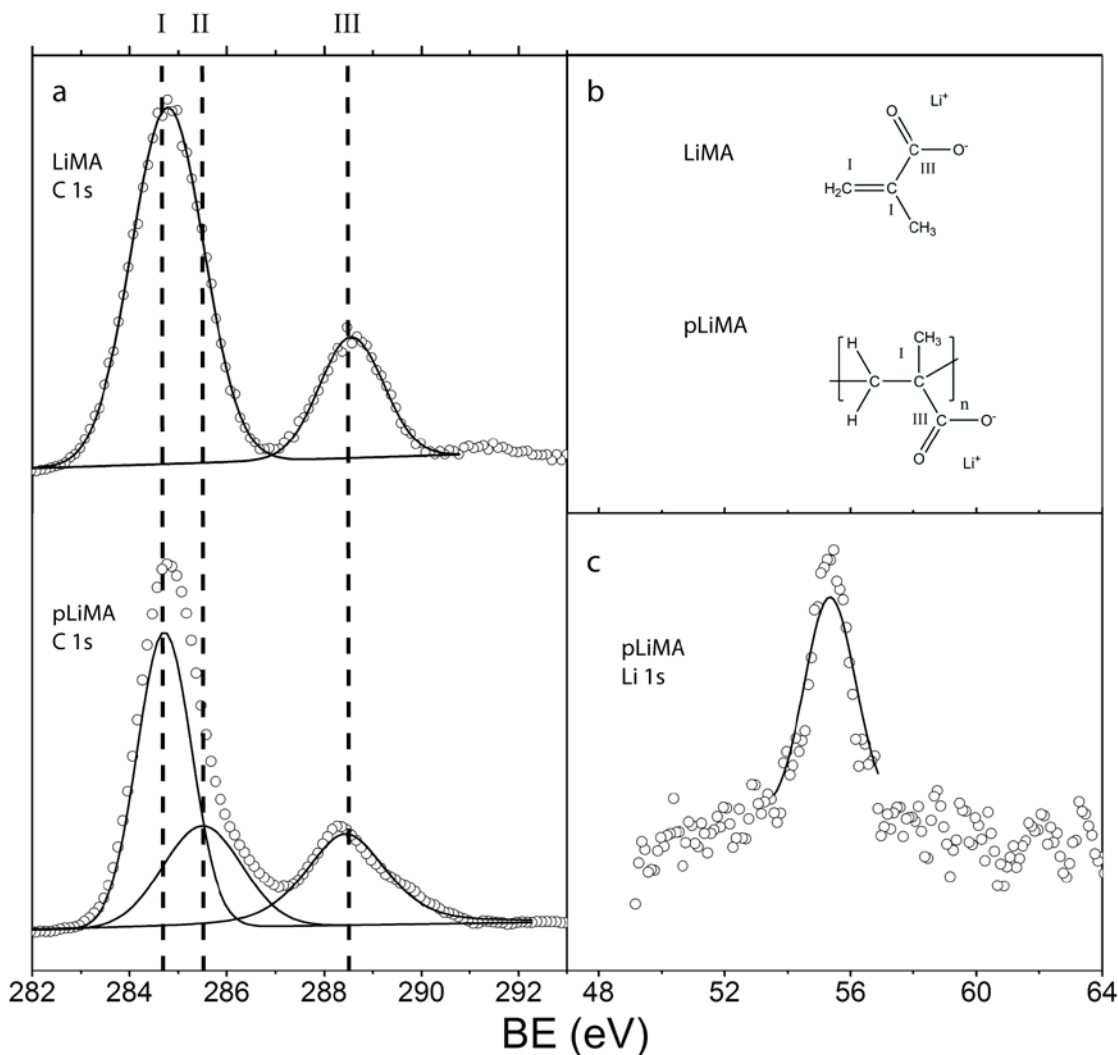 I II III
a
LiMA
C 1s
pLiMA
C 1s
282 284 286 288 290 292
b
LiMA
O Li⁺
C O⁻
I III
H₂C C
I
CH₃
pLiMA
H CH₃
I
C C
n
H III C O⁻
O Li⁺
c
pLiMA
Li 1s
48 52 56 60 64
BE (eV)